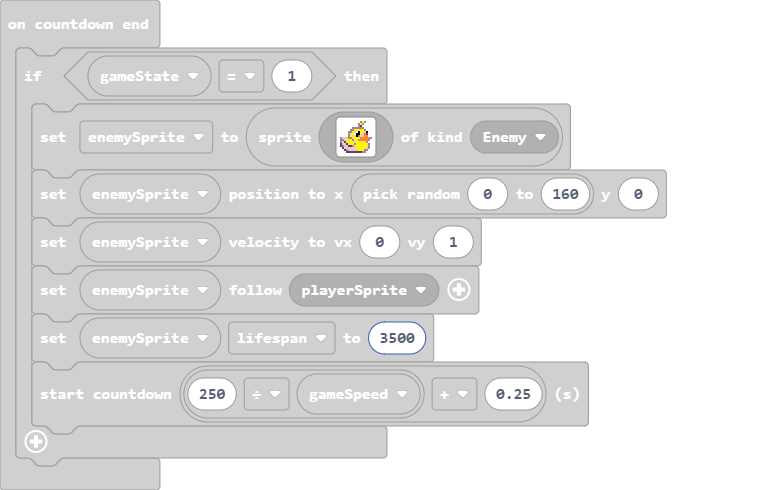 on countdown end
if gameState = 1 then
set enemySprite to sprite of kind Enemy
set enemySprite position to x pick random 0 to 160 y 0
set enemySprite velocity to vx 0 vy 1
set enemySprite follow playerSprite
set enemySprite lifespan to 3500
start countdown 250 ÷ gameSpeed + 0.25 (s)